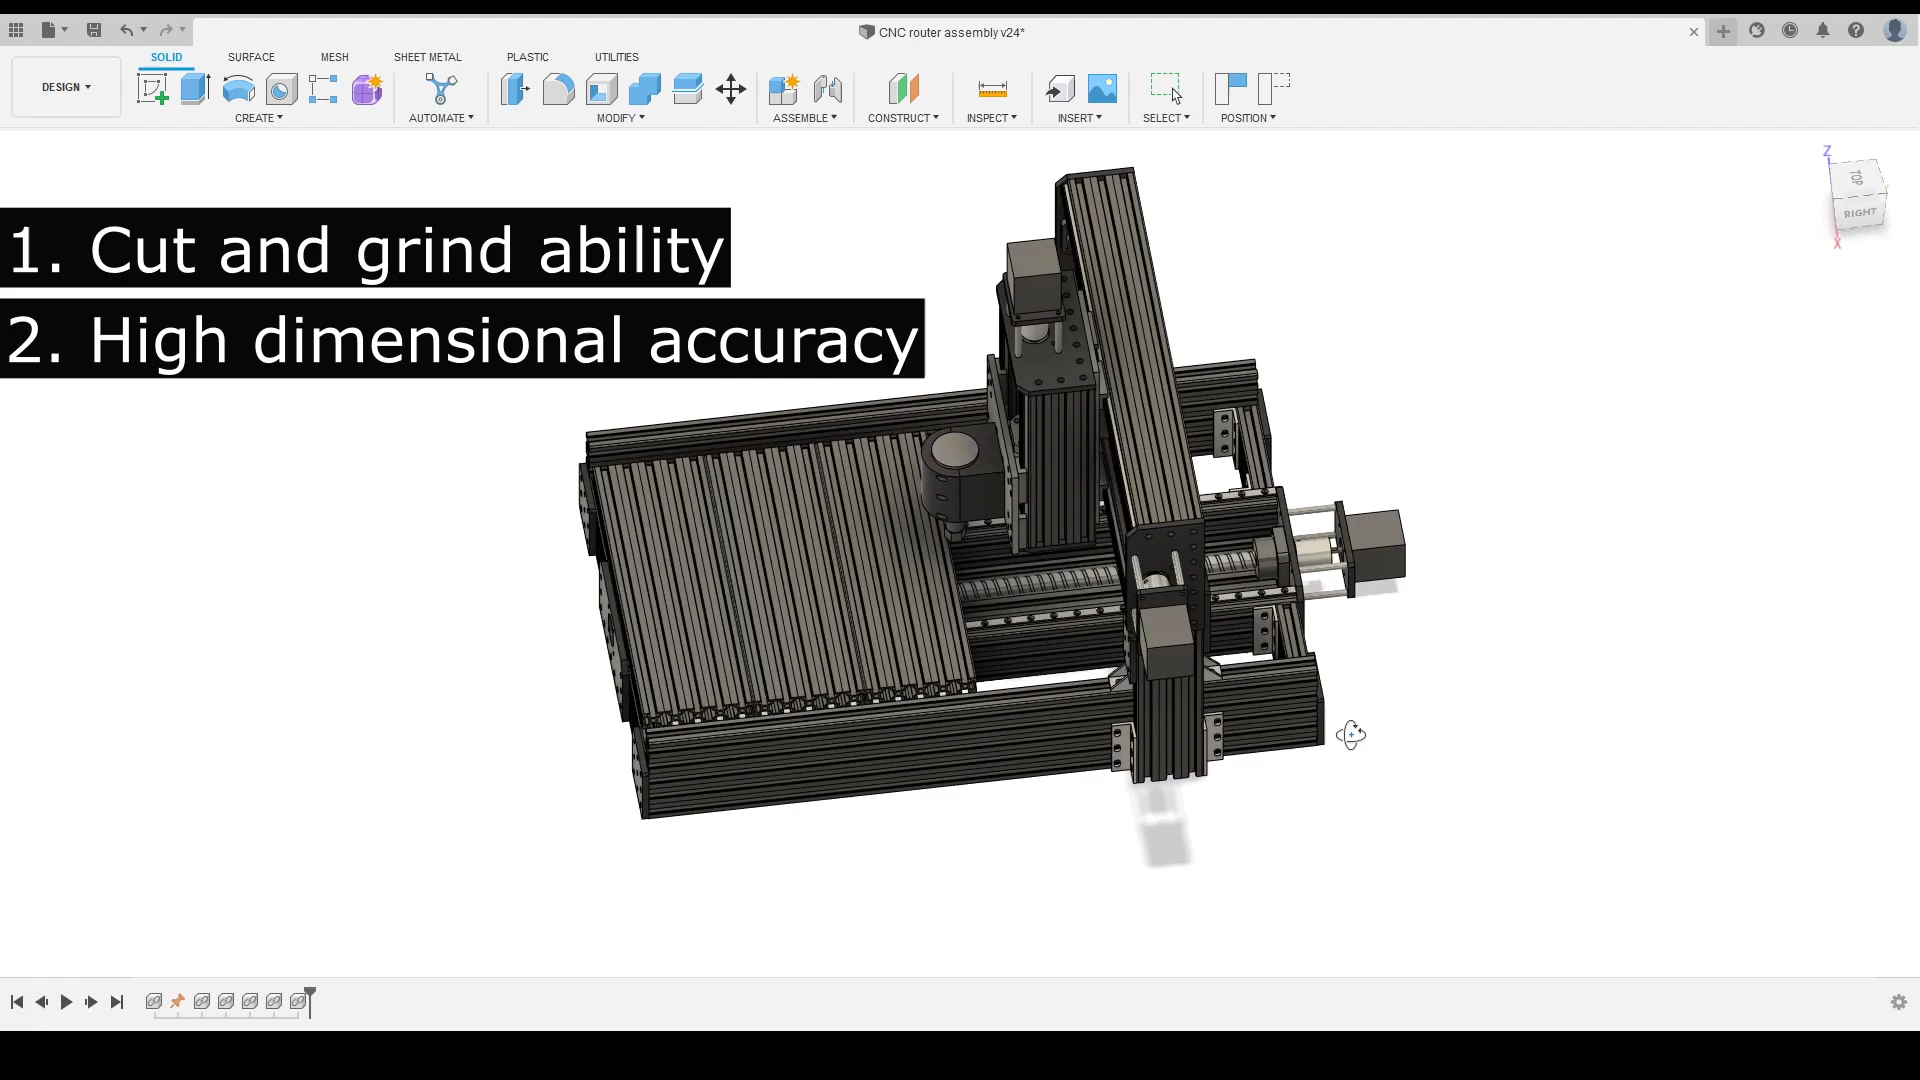 CNC router assembly v24*
SOLID SURFACE MESH SHEET METAL PLASTIC UTILITIES
DESIGN
CREATE AUTOMATE MODIFY ASSEMBLE CONSTRUCT INSPECT INSERT SELECT POSITION
Z
TOP
RIGHT
X
1. Cut and grind ability
2. High dimensional accuracy